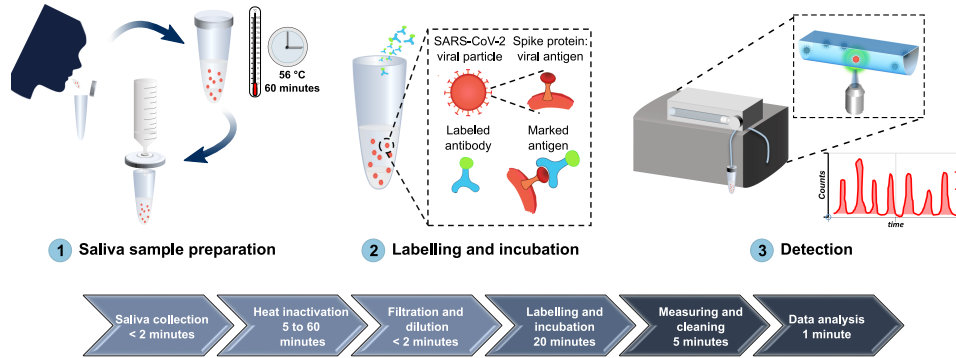 56 °C
60 minutes
1 Saliva sample preparation
SARS-CoV-2
viral particle
Spike protein:
viral antigen
Labeled
antibody
Marked
antigen
2 Labelling and incubation
Counts
time
3 Detection
Saliva collection
< 2 minutes
Heat inactivation
5 to 60
minutes
Filtration and
dilution
< 2 minutes
Labelling and
incubation
20 minutes
Measuring and
cleaning
5 minutes
Data analysis
1 minute